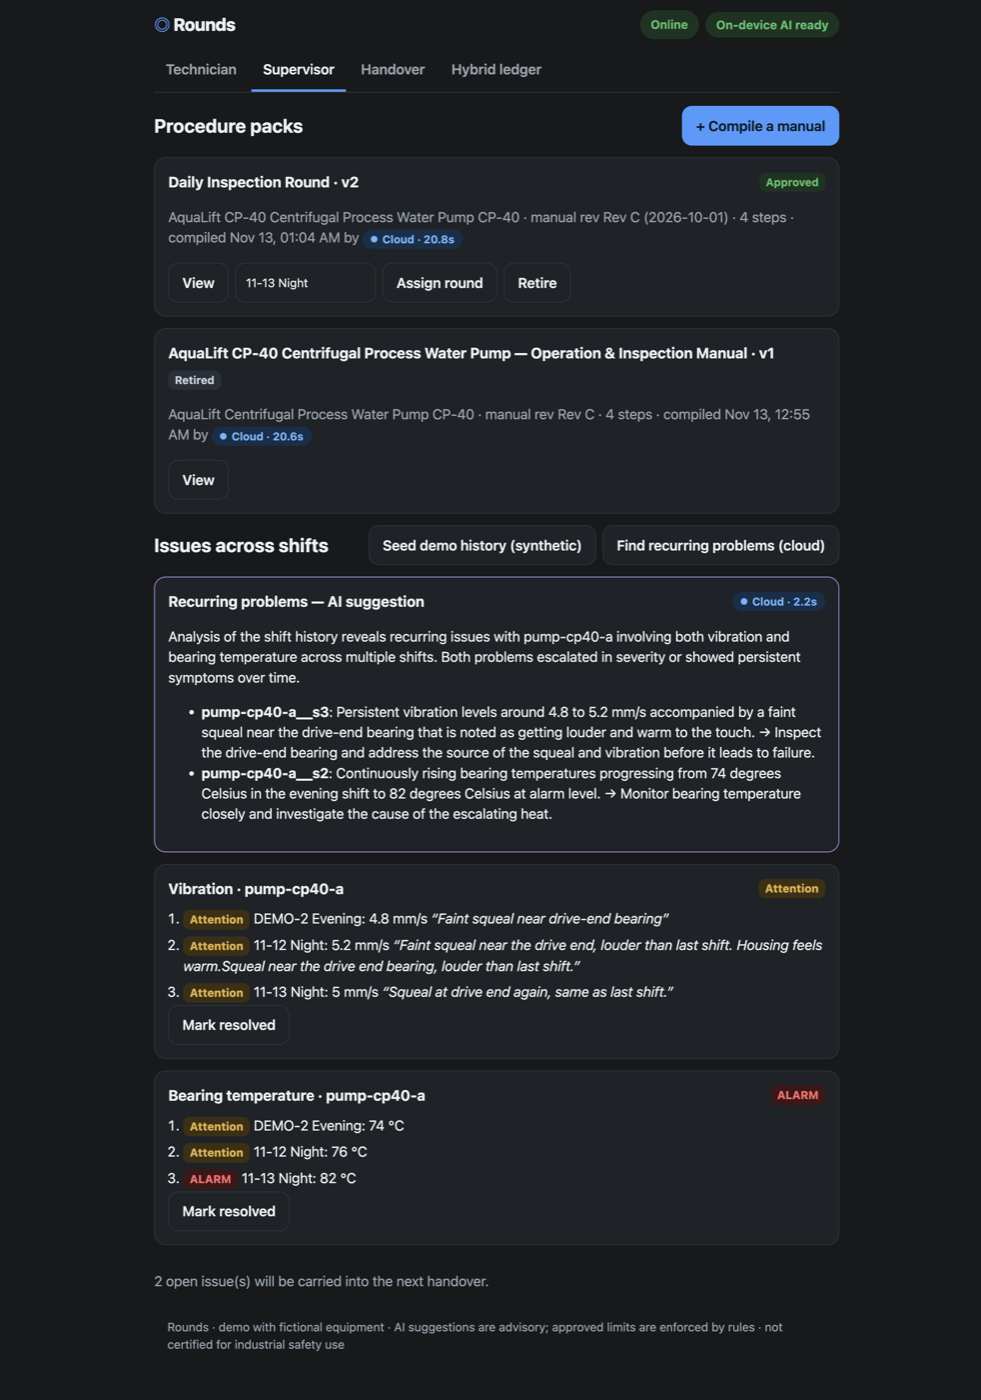 Rounds
Online
On-device AI ready
Technician
Supervisor
Handover
Hybrid ledger
Procedure packs
+ Compile a manual
Daily Inspection Round · v2
Approved
AquaLift CP-40 Centrifugal Process Water Pump CP-40 · manual rev Rev C (2026-10-01) · 4 steps ·
compiled Nov 13, 01:04 AM by Cloud · 20.8s
View
11-13 Night
Assign round
Retire
AquaLift CP-40 Centrifugal Process Water Pump — Operation & Inspection Manual · v1
Retired
AquaLift Centrifugal Process Water Pump CP-40 · manual rev Rev C · 4 steps · compiled Nov 13, 12:55
AM by Cloud · 20.6s
View
Issues across shifts
Seed demo history (synthetic)
Find recurring problems (cloud)
Recurring problems — AI suggestion
Cloud · 2.2s
Analysis of the shift history reveals recurring issues with pump-cp40-a involving both vibration and
bearing temperature across multiple shifts. Both problems escalated in severity or showed persistent
symptoms over time.
• pump-cp40-a__s3: Persistent vibration levels around 4.8 to 5.2 mm/s accompanied by a faint
squeal near the drive-end bearing that is noted as getting louder and warm to the touch. → Inspect
the drive-end bearing and address the source of the squeal and vibration before it leads to failure.
• pump-cp40-a__s2: Continuously rising bearing temperatures progressing from 74 degrees
Celsius in the evening shift to 82 degrees Celsius at alarm level. → Monitor bearing temperature
closely and investigate the cause of the escalating heat.
Vibration · pump-cp40-a
Attention
1. Attention DEMO-2 Evening: 4.8 mm/s “Faint squeal near drive-end bearing”
2. Attention 11-12 Night: 5.2 mm/s “Faint squeal near the drive end, louder than last shift. Housing feels
warm.Squeal near the drive end bearing, louder than last shift.”
3. Attention 11-13 Night: 5 mm/s “Squeal at drive end again, same as last shift.”
Mark resolved
Bearing temperature · pump-cp40-a
ALARM
1. Attention DEMO-2 Evening: 74 °C
2. Attention 11-12 Night: 76 °C
3. ALARM 11-13 Night: 82 °C
Mark resolved
2 open issue(s) will be carried into the next handover.
Rounds · demo with fictional equipment · AI suggestions are advisory; approved limits are enforced by rules · not
certified for industrial safety use